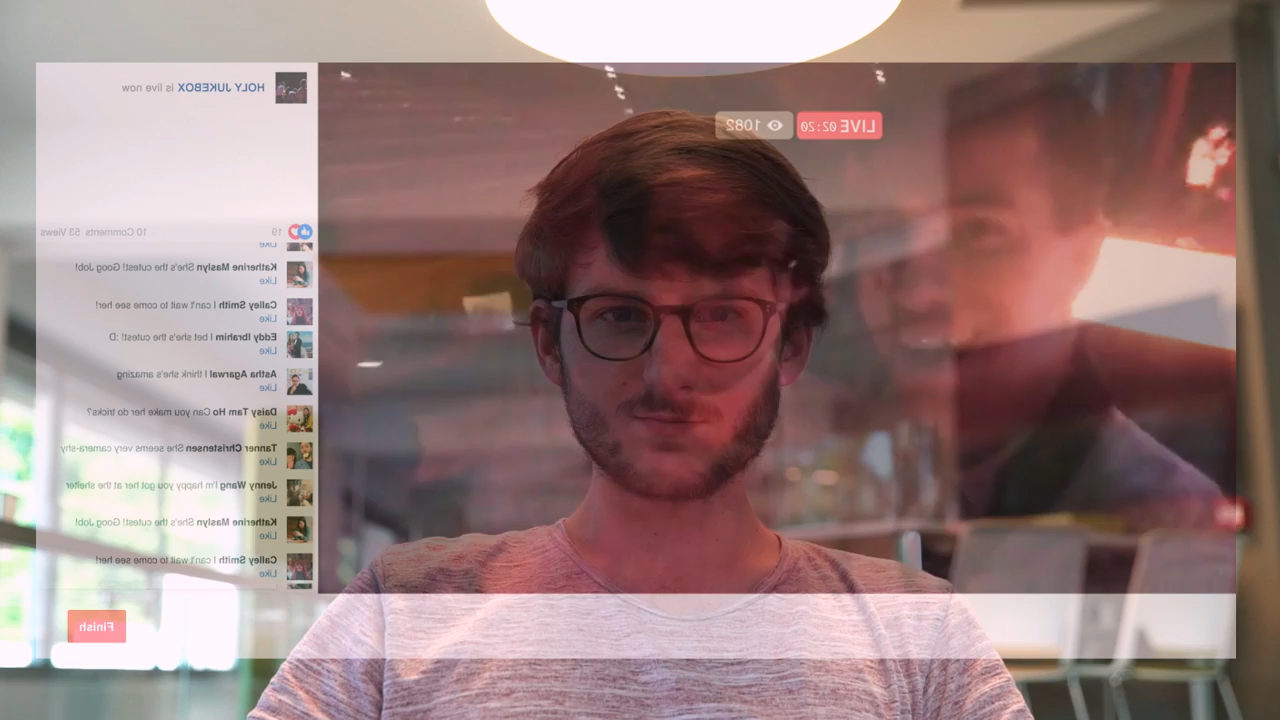 HOLY JUKEBOX is live now
LIVE 02:20 1082
19 10 Comments 53 Views
Like
Katherine Maslyn She's the cutest! Goog Job!
Like
Calley Smith I can't wait to come see her!
Like
Eddy Ibrahim I bet she's the cutest! :D
Like
Astha Agarwal I think she's amazing
Like
Daisy Tam Ho Can you make her do tricks?
Like
Tanner Christensen She seems very camera-shy
Like
Jenny Wang I'm happy you got her at the shelter
Like
Katherine Maslyn She's the cutest! Goog Job!
Like
Calley Smith I can't wait to come see her!
Like
Finish